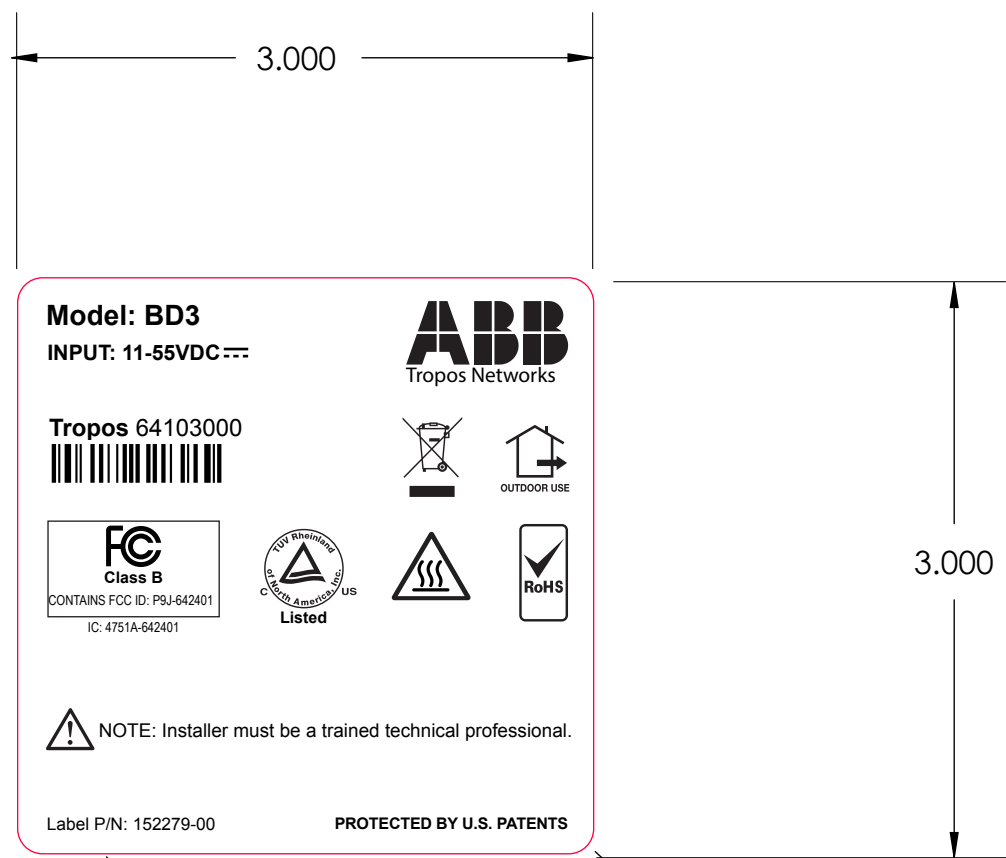 3.000
Model: BD3
INPUT: 11-55VDC
ABB
Tropos Networks
Tropos 64103000
OUTDOOR USE
FC
Class B
CONTAINS FCC ID: P9J-642401
IC: 4751A-642401
TUV Rheinland
of North America, Inc.
C US
Listed
RoHS
3.000
NOTE: Installer must be a trained technical professional.
Label P/N: 152279-00
PROTECTED BY U.S. PATENTS